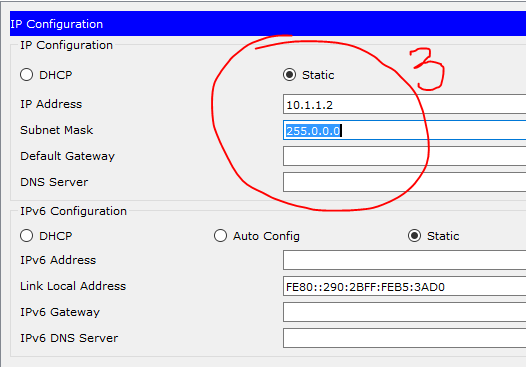 IP Configuration
IP Configuration
DHCP Static 3
IP Address 10.1.1.2
Subnet Mask 255.0.0.0
Default Gateway
DNS Server
IPv6 Configuration
DHCP Auto Config Static
IPv6 Address
Link Local Address FE80::290:2BFF:FEB5:3AD0
IPv6 Gateway
IPv6 DNS Server